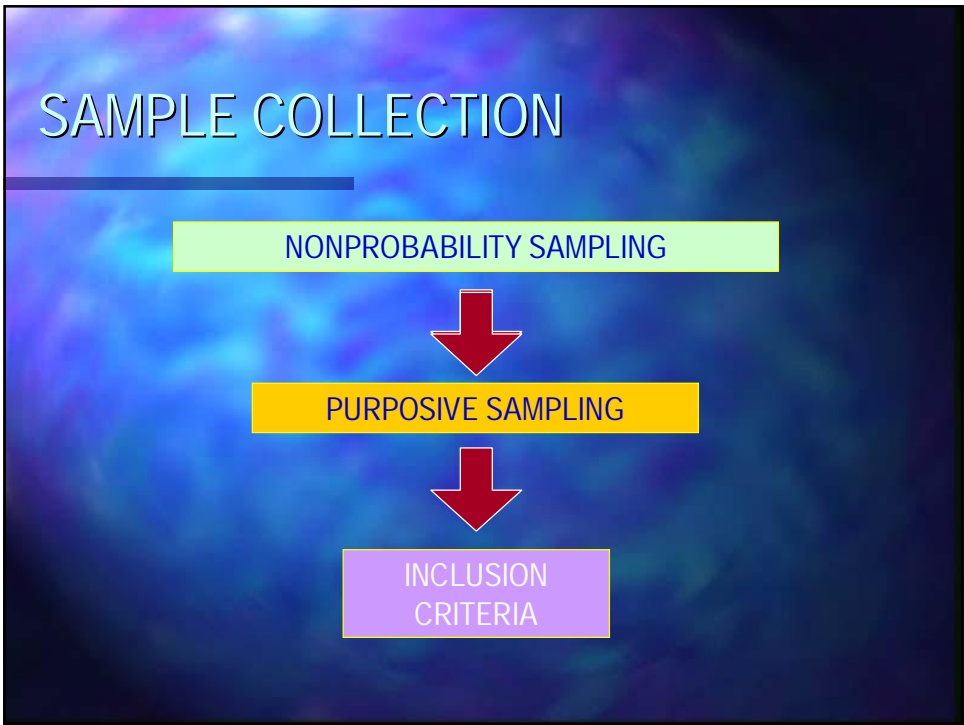 SAMPLE COLLECTION
NONPROBABILITY SAMPLING
PURPOSIVE SAMPLING
INCLUSION
CRITERIA